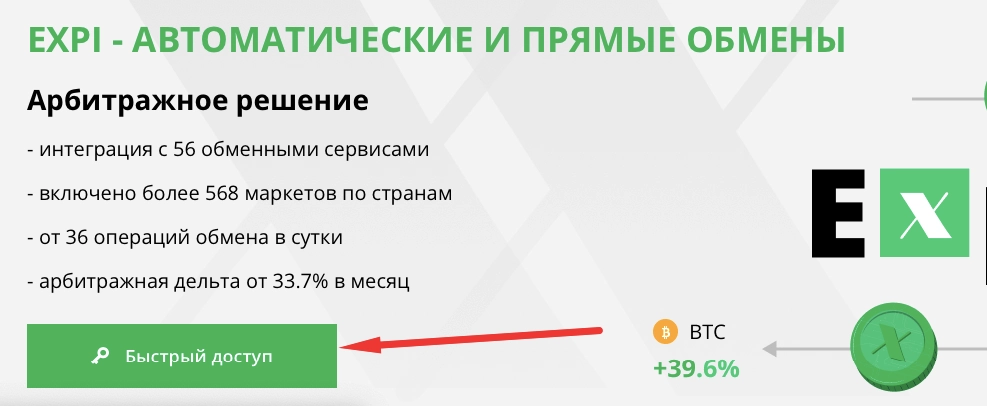 EXPI - АВТОМАТИЧЕСКИЕ И ПРЯМЫЕ ОБМЕНЫ
Арбитражное решение
- интеграция с 56 обменными сервисами
- включено более 568 маркетов по странам
- от 36 операций обмена в сутки
- арбитражная дельта от 33.7% в месяц
Быстрый доступ
BTC
+39.6%
EX